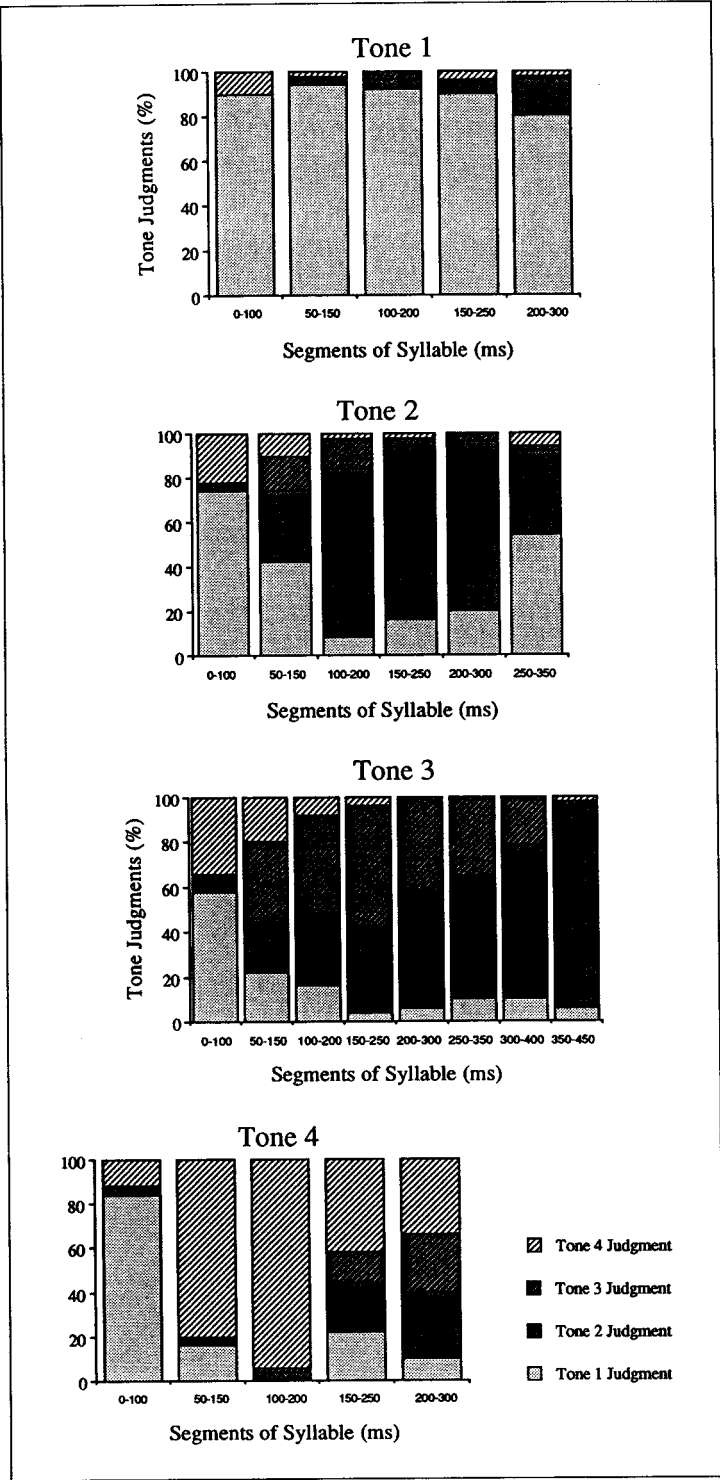 Tone 1
Tone Judgments (%)
100
80
60
40
20
0
0-100 50-150 100-200 150-250 200-300
Segments of Syllable (ms)
Tone 2
100
80
60
40
20
0
0-100 50-150 100-200 150-250 200-300 250-350
Segments of Syllable (ms)
Tone 3
Tone Judgments (%)
100
80
60
40
20
0
0-100 50-150 100-200 150-250 200-300 250-350 300-400 350-450
Segments of Syllable (ms)
Tone 4
100
80
60
40
20
0
0-100 50-150 100-200 150-250 200-300
Segments of Syllable (ms)
Tone 4 Judgment
Tone 3 Judgment
Tone 2 Judgment
Tone 1 Judgment